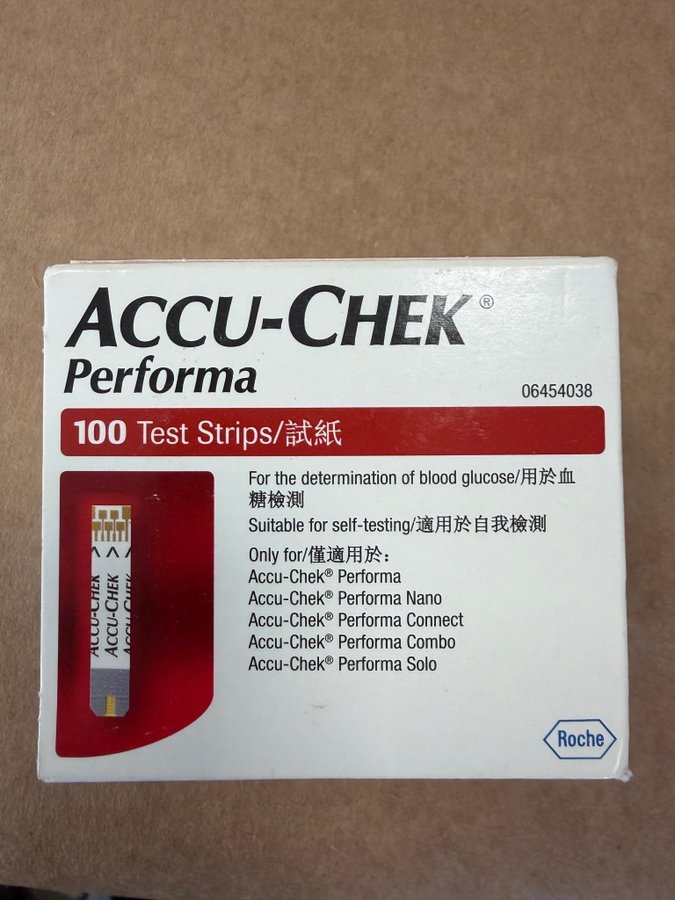 ACCU-CHEK®
Performa
06454038
100 Test Strips/試紙
For the determination of blood glucose/用於血
糖檢測
Suitable for self-testing/適用於自我檢測
Only for/僅適用於：
Accu-Chek® Performa
Accu-Chek® Performa Nano
Accu-Chek® Performa Connect
Accu-Chek® Performa Combo
Accu-Chek® Performa Solo
ACCU-CHEK
ACCU-CHEK
ACCU-CHEK
Roche